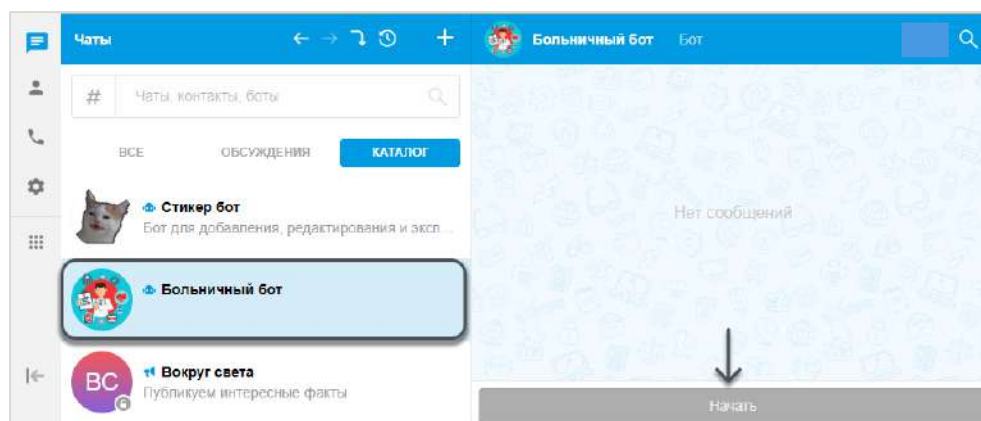 Чаты
Больничный бот Бот
# Чаты, контакты, боты
ВСЕ ОБСУЖДЕНИЯ КАТАЛОГ
Стикер бот
Бот для добавления, редактирования и эксп...
Нет сообщений
Больничный бот
ВС
Вокруг света
Публикуем интересные факты
Начать